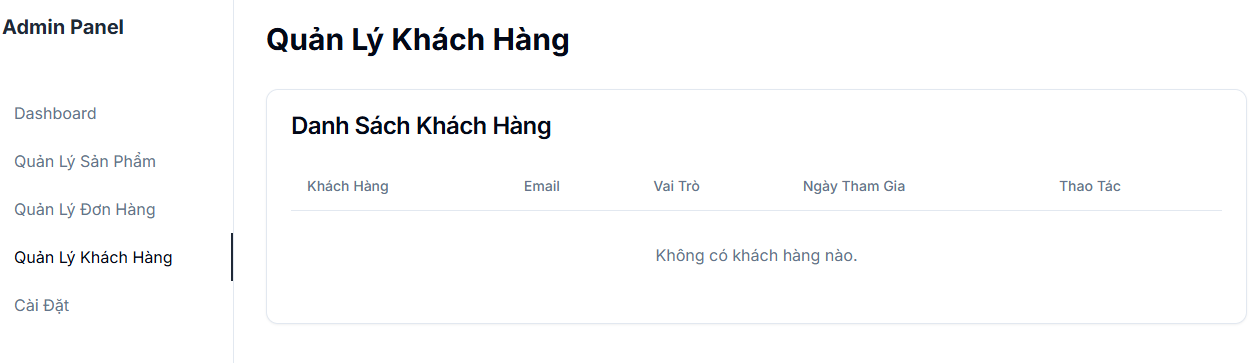 Admin Panel
Dashboard
Quản Lý Sản Phẩm
Quản Lý Đơn Hàng
Quản Lý Khách Hàng
Cài Đặt
Quản Lý Khách Hàng
Danh Sách Khách Hàng
Khách Hàng Email Vai Trò Ngày Tham Gia Thao Tác
Không có khách hàng nào.